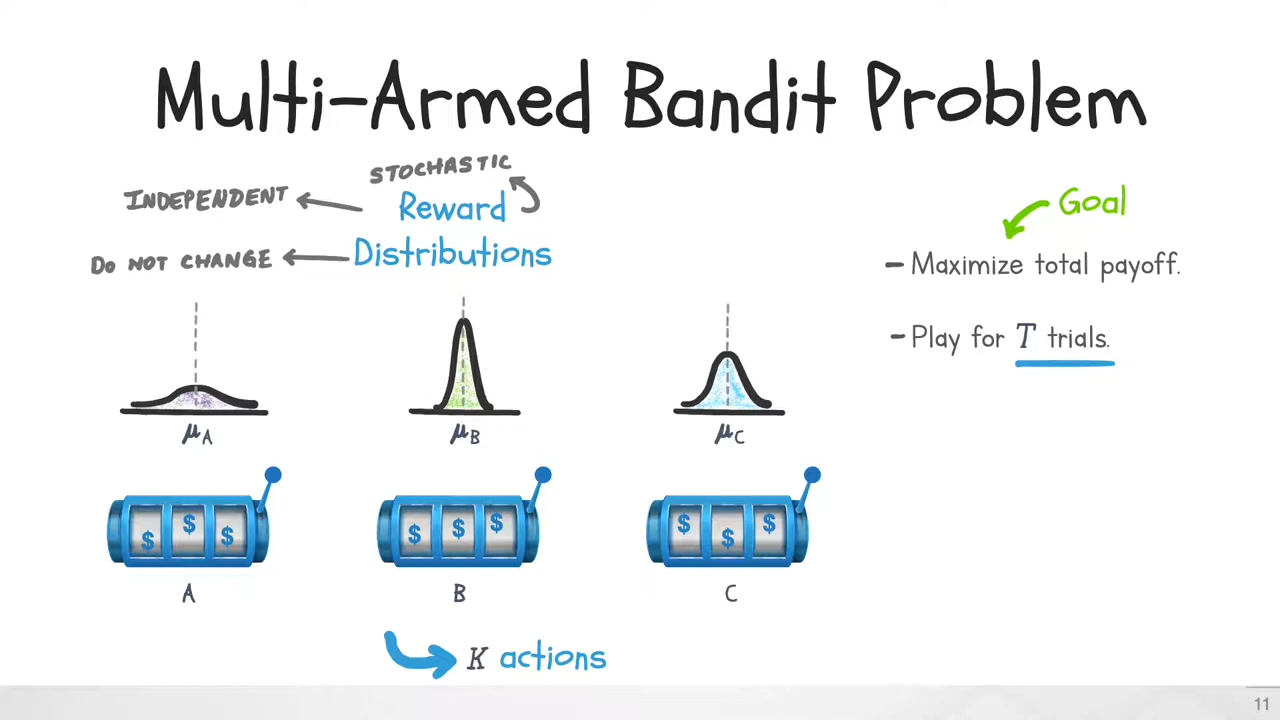 Multi-Armed Bandit Problem
STOCHASTIC
INDEPENDENT
Reward
Do NOT CHANGE
Distributions
Goal
- Maximize total payoff.
- Play for T trials.
μA
μB
μC
$ $ $
$ $ $
$ $ $
A
B
C
K actions
11